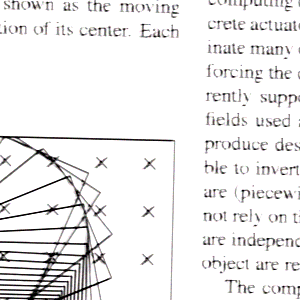 shown as the moving
tion of its center. Each
computing
crete actuat
inate many
forcing the
rently supp
fields used
produce des
ble to invert
are (piecewi
not rely on t
are independ
object are re
The comp